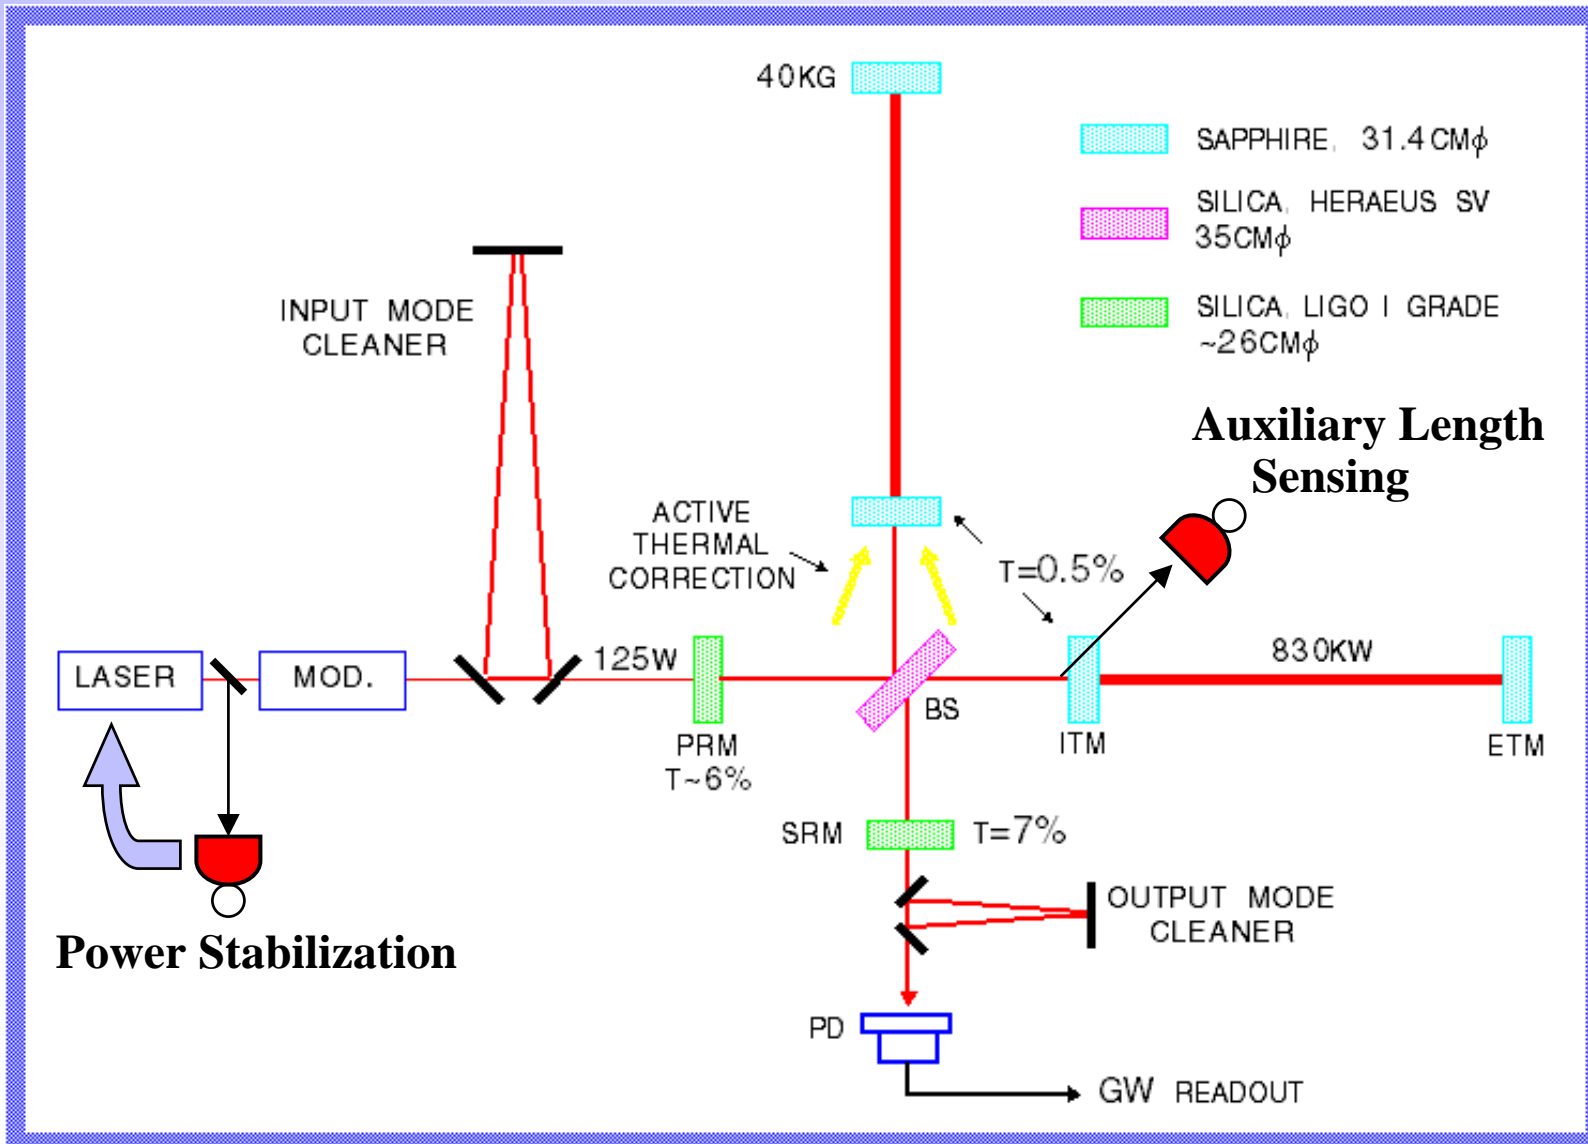 40KG
SAPPHIRE, 31.4CMϕ
SILICA, HERAEUS SV
35CMϕ
SILICA, LIGO I GRADE
~26CMϕ
INPUT MODE
CLEANER
Auxiliary Length
Sensing
ACTIVE
THERMAL
CORRECTION
T=0.5%
LASER
MOD.
125W
830KW
BS
PRM
T~6%
ITM
ETM
SRM
T=7%
OUTPUT MODE
CLEANER
Power Stabilization
PD
GW READOUT